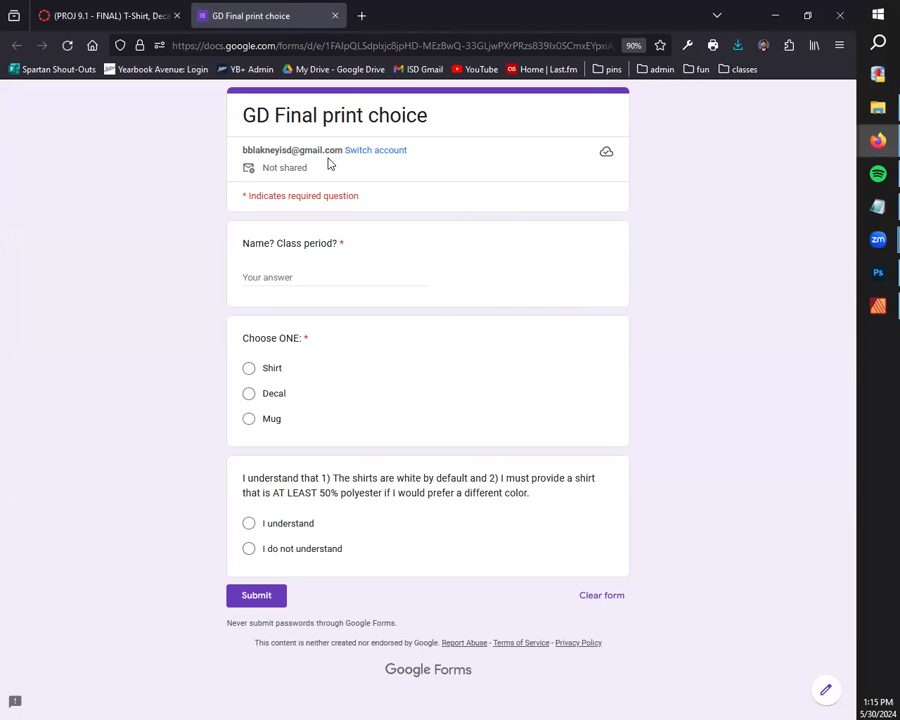 (PROJ 9.1 - FINAL) T-Shirt, Deca
GD Final print choice
https://docs.google.com/forms/d/e/
90%
Spartan Shout-Outs
Yearbook Avenue: Login
YB+ Admin
My Drive - Google Drive
ISD Gmail
YouTube
Home | Last.fm
pins
admin
fun
classes
GD Final print choice
bblakneyisd@gmail.com Switch account
Not shared
* Indicates required question
Name? Class period? *
Your answer
Choose ONE: *
Shirt
Decal
Mug
I understand that 1) The shirts are white by default and 2) I must provide a shirt
that is AT LEAST 50% polyester if I would prefer a different color.
I understand
I do not understand
Submit
Clear form
Never submit passwords through Google Forms.
This content is neither created nor endorsed by Google. Report Abuse - Terms of Service - Privacy Policy
Google Forms
zm
Ps
1:15 PM
5/30/2024